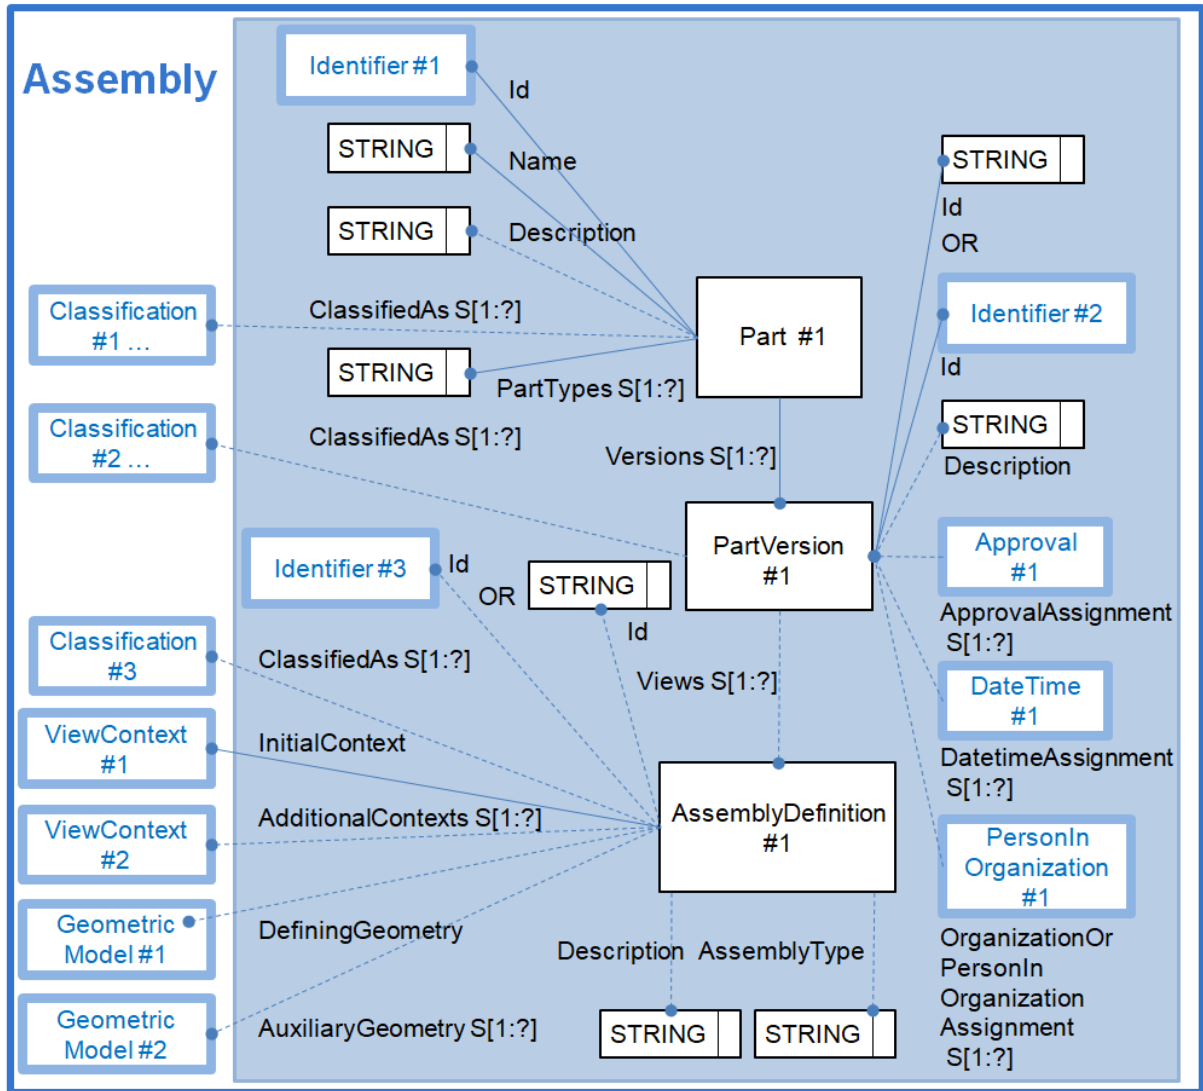 Assembly
Identifier #1
Id
STRING
Name
STRING
Description
STRING
Id
OR
Classification
#1 ...
ClassifiedAs S[1:?]
Part #1
Identifier #2
Id
STRING
PartTypes S[1:?]
Classification
#2 ...
ClassifiedAs S[1:?]
Versions S[1:?]
STRING
Description
Identifier #3
Id
OR
STRING
Id
PartVersion
#1
Approval
#1
ApprovalAssignment
S[1:?]
Classification
#3
ClassifiedAs S[1:?]
Views S[1:?]
DateTime
#1
DatetimeAssignment
S[1:?]
ViewContext
#1
InitialContext
ViewContext
#2
AdditionalContexts S[1:?]
AssemblyDefinition
#1
PersonIn
Organization
#1
Geometric
Model #1
DefiningGeometry
Description
AssemblyType
OrganizationOr
PersonIn
Organization
Assignment
S[1:?]
Geometric
Model #2
AuxiliaryGeometry S[1:?]
STRING
STRING